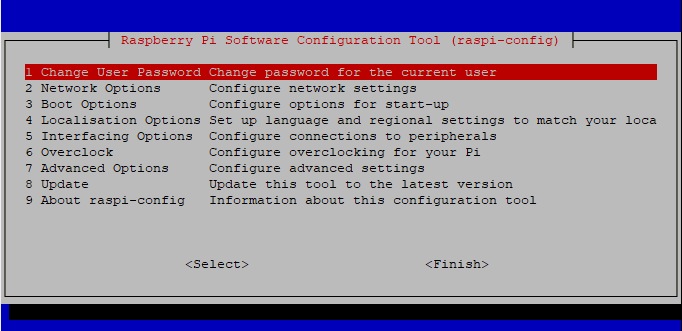 Raspberry Pi Software Configuration Tool (raspi-config)
1 Change User Password Change password for the current user
2 Network Options Configure network settings
3 Boot Options Configure options for start-up
4 Localisation Options Set up language and regional settings to match your loca
5 Interfacing Options Configure connections to peripherals
6 Overclock Configure overclocking for your Pi
7 Advanced Options Configure advanced settings
8 Update Update this tool to the latest version
9 About raspi-config Information about this configuration tool
<Select> <Finish>